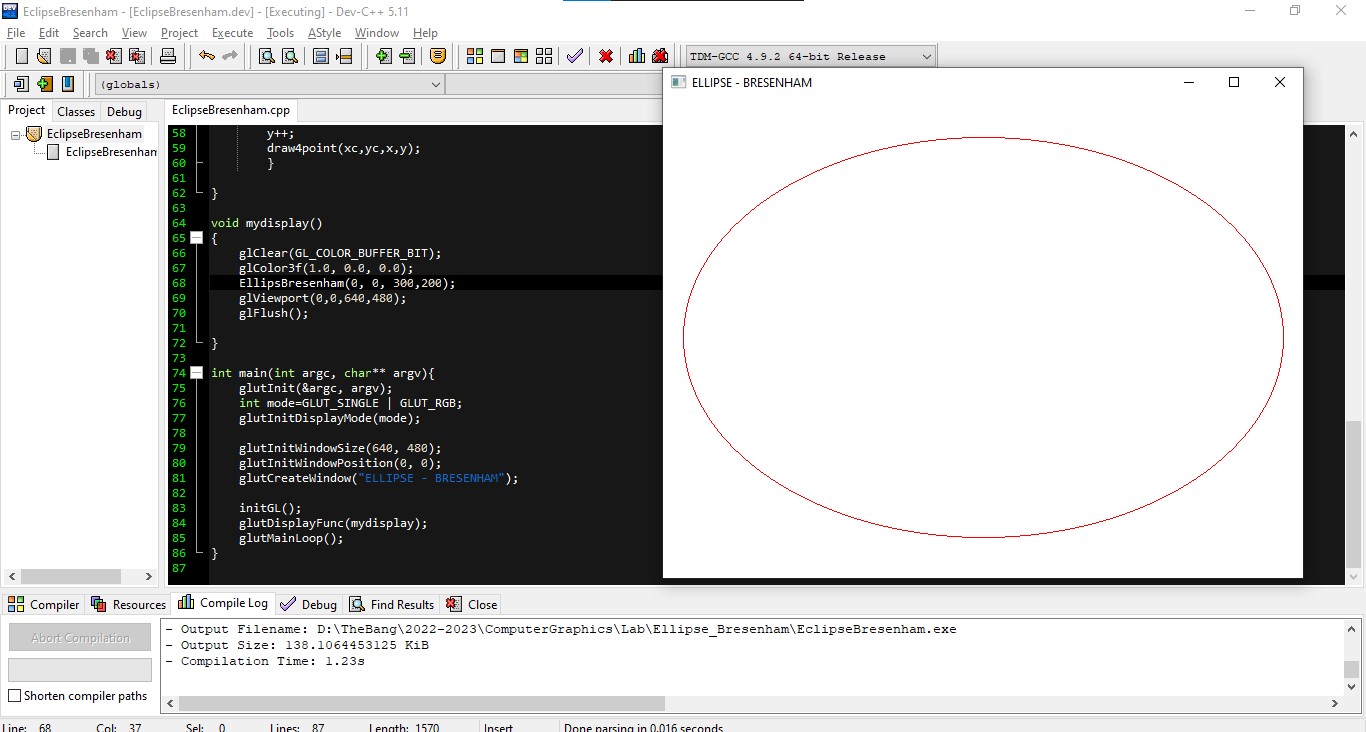 EclipseBresenham - [EclipseBresenham.dev] - [Executing] - Dev-C++ 5.11
File Edit Search View Project Execute Tools AStyle Window Help
TDM-GCC 4.9.2 64-bit Release
(globals)
Project Classes Debug
EclipseBresenham
EclipseBresenham
EclipseBresenham.cpp
58 y++;
59 draw4point(xc,yc,x,y);
60 }
61
62 }
63
64 void mydisplay()
65 {
66 glClear(GL_COLOR_BUFFER_BIT);
67 glColor3f(1.0, 0.0, 0.0);
68 EllipsBresenham(0, 0, 300,200);
69 glViewport(0,0,640,480);
70 glFlush();
71
72 }
73
74 int main(int argc, char** argv){
75 glutInit(&argc, argv);
76 int mode=GLUT_SINGLE | GLUT_RGB;
77 glutInitDisplayMode(mode);
78
79 glutInitWindowSize(640, 480);
80 glutInitWindowPosition(0, 0);
81 glutCreateWindow("ELLIPSE - BRESENHAM");
82
83 initGL();
84 glutDisplayFunc(mydisplay);
85 glutMainLoop();
86 }
87
ELLIPSE - BRESENHAM
Compiler Resources Compile Log Debug Find Results Close
Abort Compilation
Shorten compiler paths
- Output Filename: D:\TheBang\2022-2023\ComputerGraphics\Lab\Ellipse_Bresenham\EclipseBresenham.exe
- Output Size: 138.1064453125 KiB
- Compilation Time: 1.23s
Line: 68 Col: 37 Sel: 0 Lines: 87 Length: 1570 Insert Done parsing in 0.016 seconds